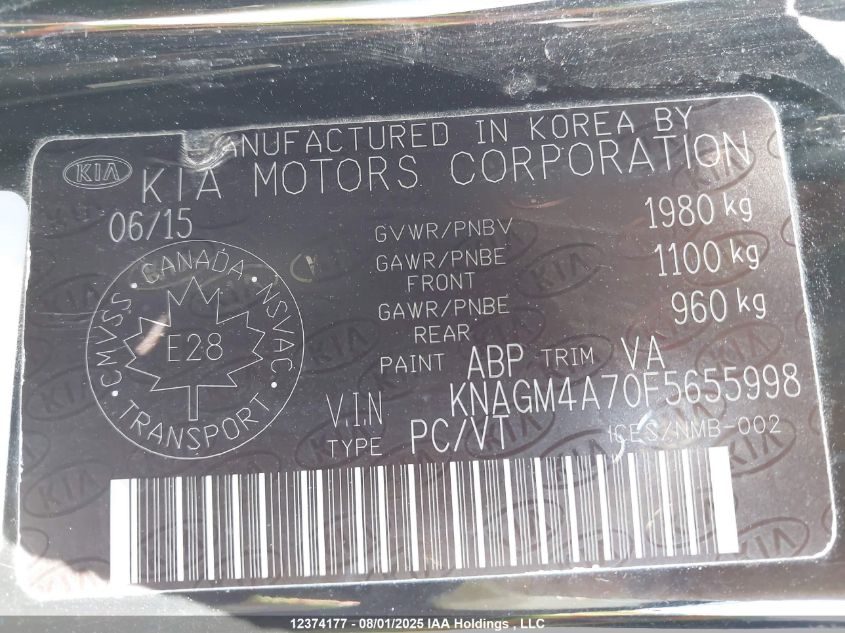 MANUFACTURED IN KOREA BY
KIA KIA MOTORS CORPORATION
06/15
GVWR/PNBV 1980 kg
GAWR/PNBE FRONT 1100 kg
GAWR/PNBE REAR 960 kg
CANADA · NSVAC · TRANSPORT · CMVSS ·
E28
PAINT ABP TRIM VA
V.I.N KNAGM4A70F5655998
TYPE PC/VT ICES/NMB-002
12374177 - 08/01/2025 IAA Holdings , LLC